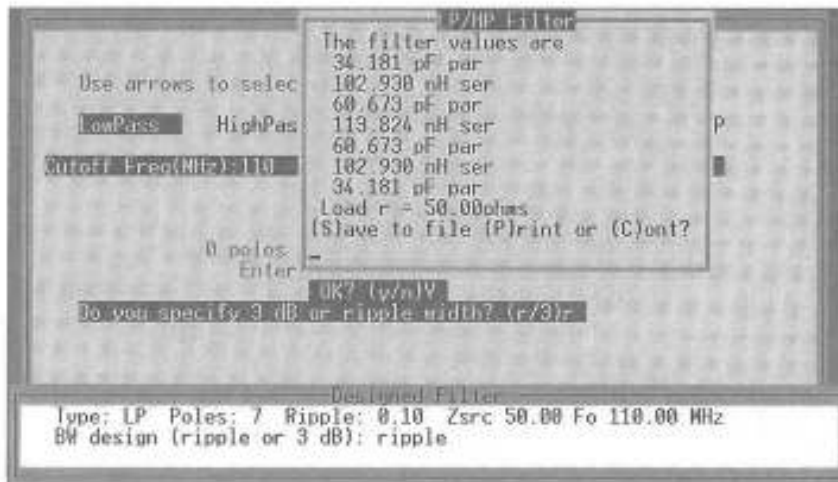 LP/HP Filter
The filter values are
34.181 pF par
102.930 nH ser
60.673 pF par
113.824 nH ser
60.673 pF par
102.930 nH ser
34.181 pF par
Load r = 50.00ohms
(S)ave to file (P)rint or (C)ont?
Use arrows to selec
LowPass HighPas P
Cutoff Freq(MHz):110
0 poles
Enter
OK? (y/n)Y
Do you specify 3 dB or ripple width? (r/3)r
Designed Filter
Type: LP Poles: 7 Ripple: 0.10 Zsrc 50.00 Fo 110.00 MHz
BW design (ripple or 3 dB): ripple